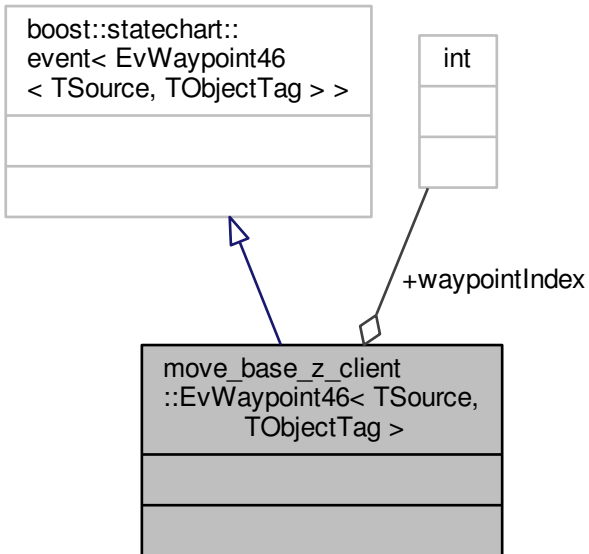 boost::statechart::
event< EvWaypoint46
< TSource, TObjectTag > >
int
+waypointIndex
move_base_z_client
::EvWaypoint46< TSource,
TObjectTag >